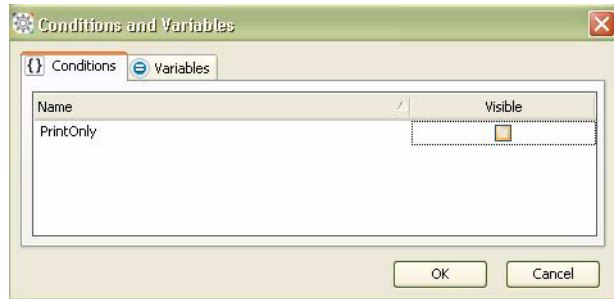 Conditions and Variables
{} Conditions
Variables
Name Visible
PrintOnly
OK Cancel